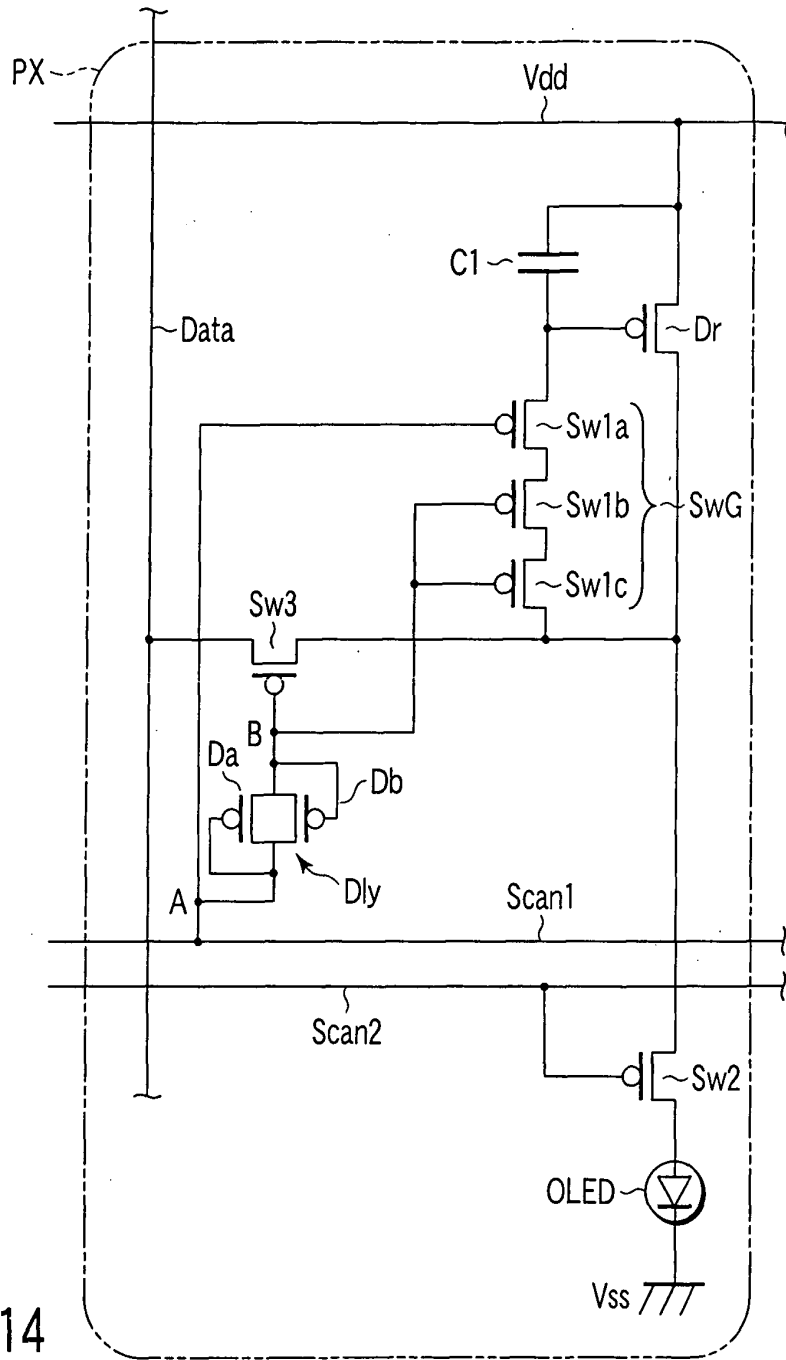 PX
Vdd
C1
Data
Dr
Sw1a
Sw1b
SwG
Sw1c
Sw3
B
Da
Db
Dly
A
Scan1
Scan2
Sw2
OLED
Vss
14